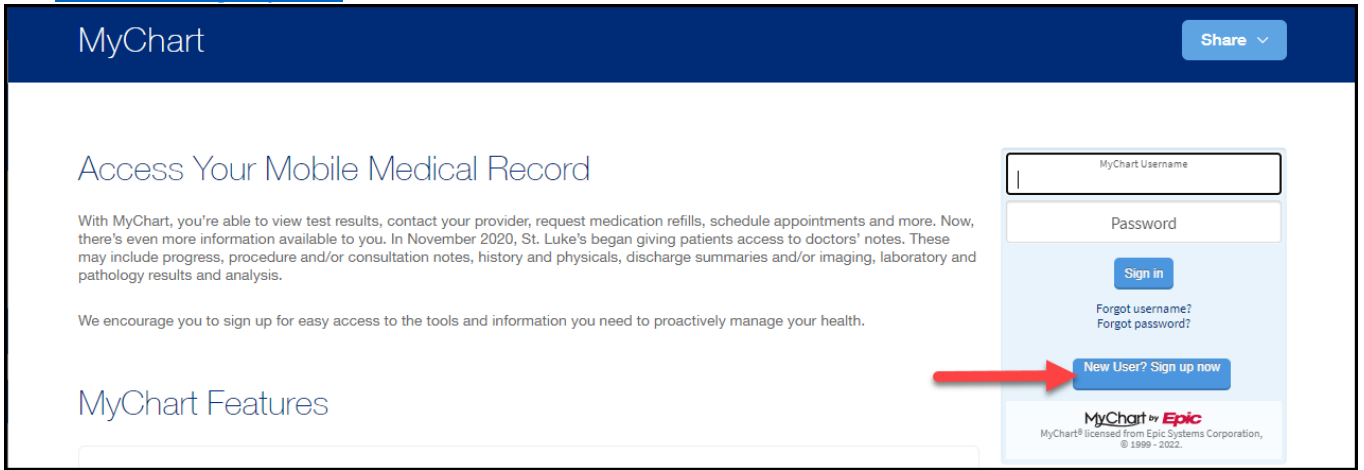 MyChart
Share
Access Your Mobile Medical Record
With MyChart, you're able to view test results, contact your provider, request medication refills, schedule appointments and more. Now,
there's even more information available to you. In November 2020, St. Luke's began giving patients access to doctors' notes. These
may include progress, procedure and/or consultation notes, history and physicals, discharge summaries and/or imaging, laboratory and
pathology results and analysis.
We encourage you to sign up for easy access to the tools and information you need to proactively manage your health.
MyChart Features
MyChart Username
Password
Sign in
Forgot username?
Forgot password?
New User? Sign up now
MyChart by Epic
MyChart® licensed from Epic Systems Corporation,
© 1999 - 2022.